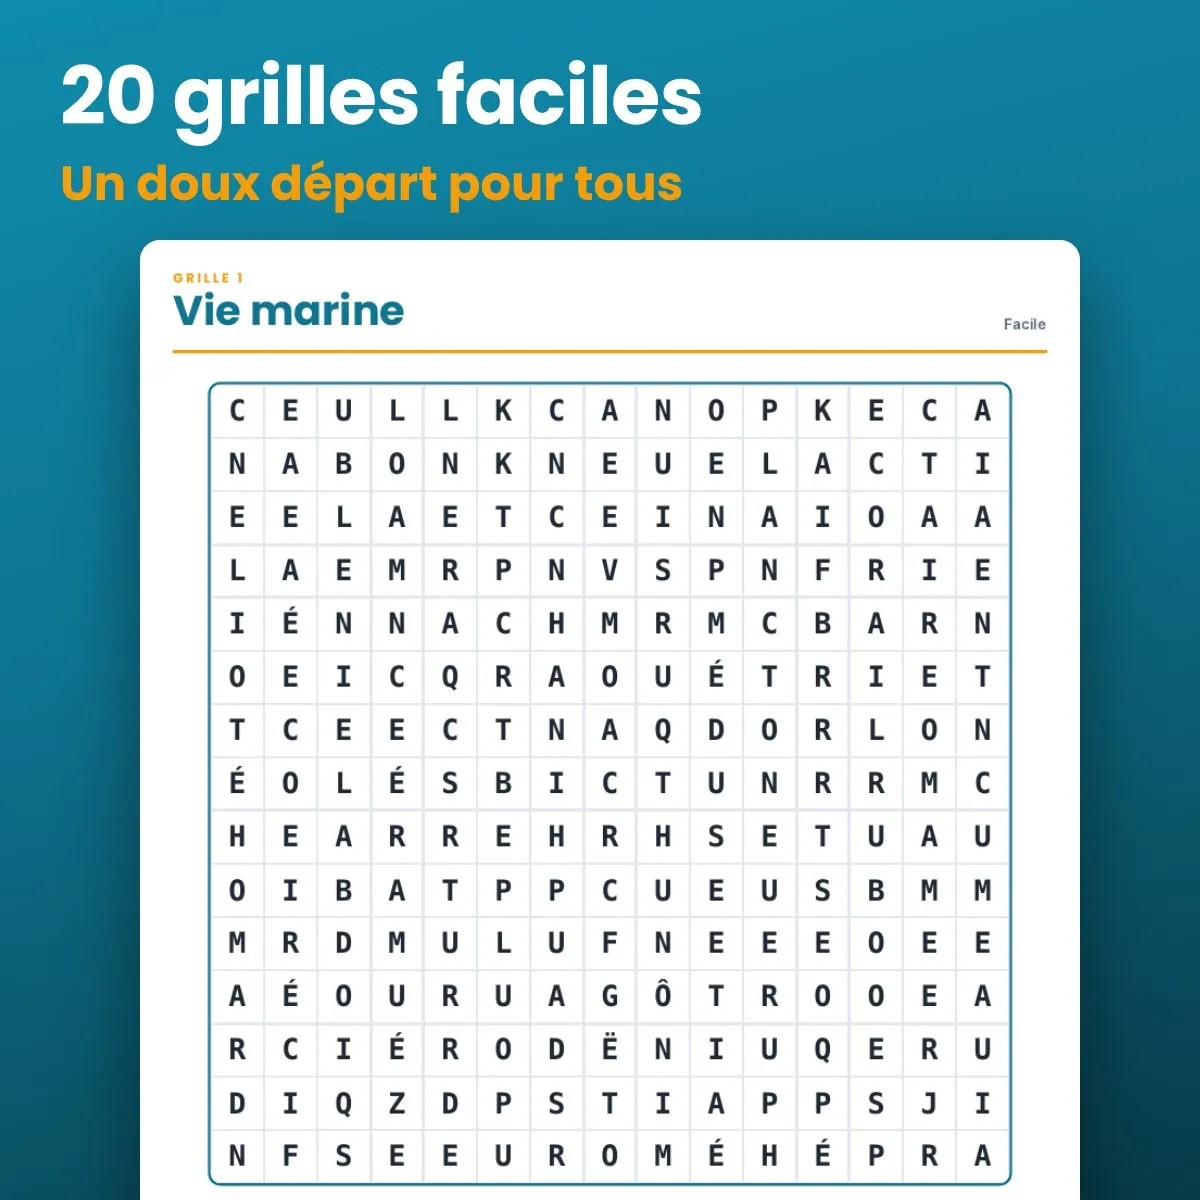 20 grilles faciles
Un doux départ pour tous
GRILLE 1
Vie marine
Facile
C E U L L K C A N O P K E C A
N A B O N K N E U E L A C T I
E E L A E T C E I N A I O A A
L A E M R P N V S P N F R I E
I É N N A C H M R M C B A R N
O E I C Q R A O U É T R I E T
T C E E C T N A Q D O R L O N
É O L É S B I C T U N R R M C
H E A R R E H R H S E T U A U
O I B A T P P C U E U S B M M
M R D M U L U F N E E E O E E
A É O U R U A G Ô T R O O E A
R C I É R O D Ë N I U Q E R U
D I Q Z D P S T I A P P S J I
N F S E E U R O M É H É P R A